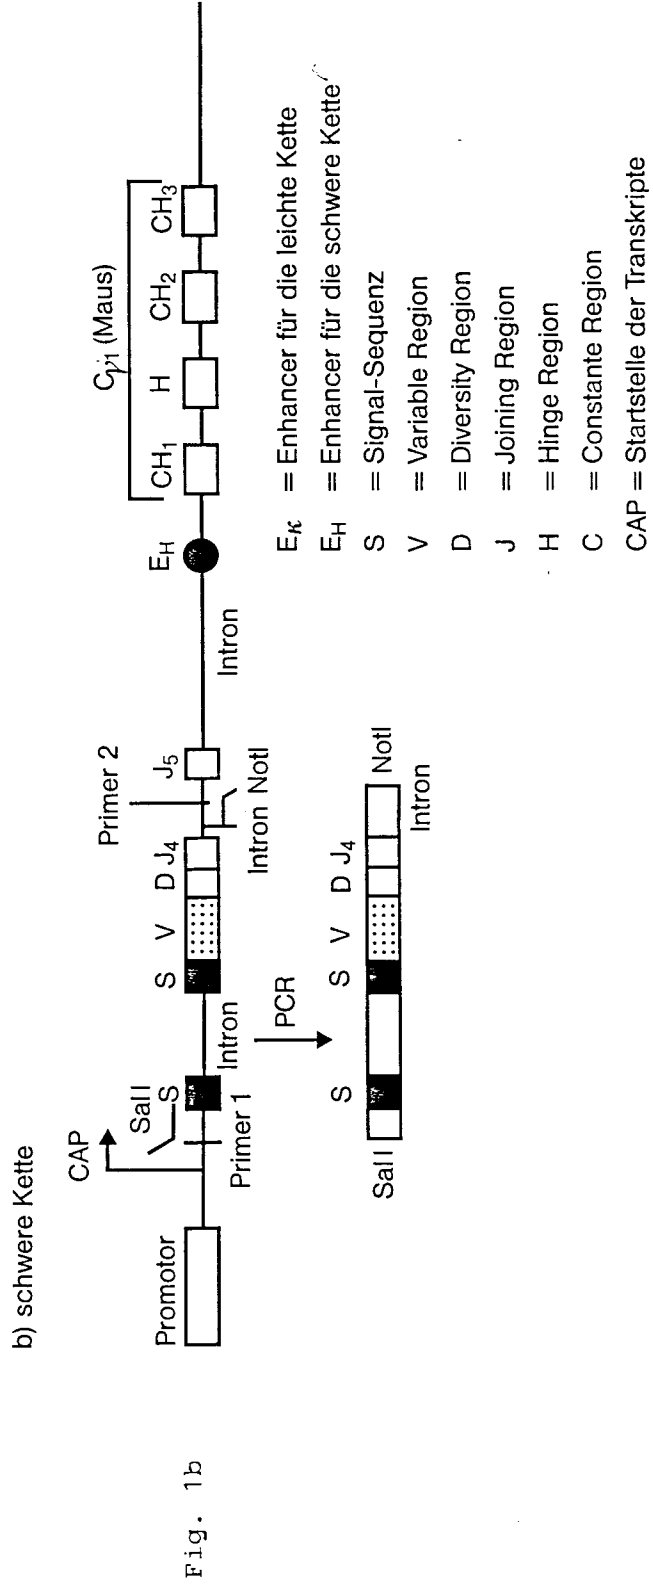 b) schwere Kette
Cγ1 (Maus)
Promotor
CAP
Sal I
S
Primer 1
Intron
S
V
D
J4
Primer 2
Intron
NotI
J5
Intron
EH
CH1
H
CH2
CH3
PCR
Sal I
S
S
V
D
J4
Intron
NotI
Eκ = Enhancer für die leichte Kette
EH = Enhancer für die schwere Kette
S = Signal-Sequenz
V = Variable Region
D = Diversity Region
J = Joining Region
H = Hinge Region
C = Constante Region
CAP = Startstelle der Transkripte
Fig. 1b